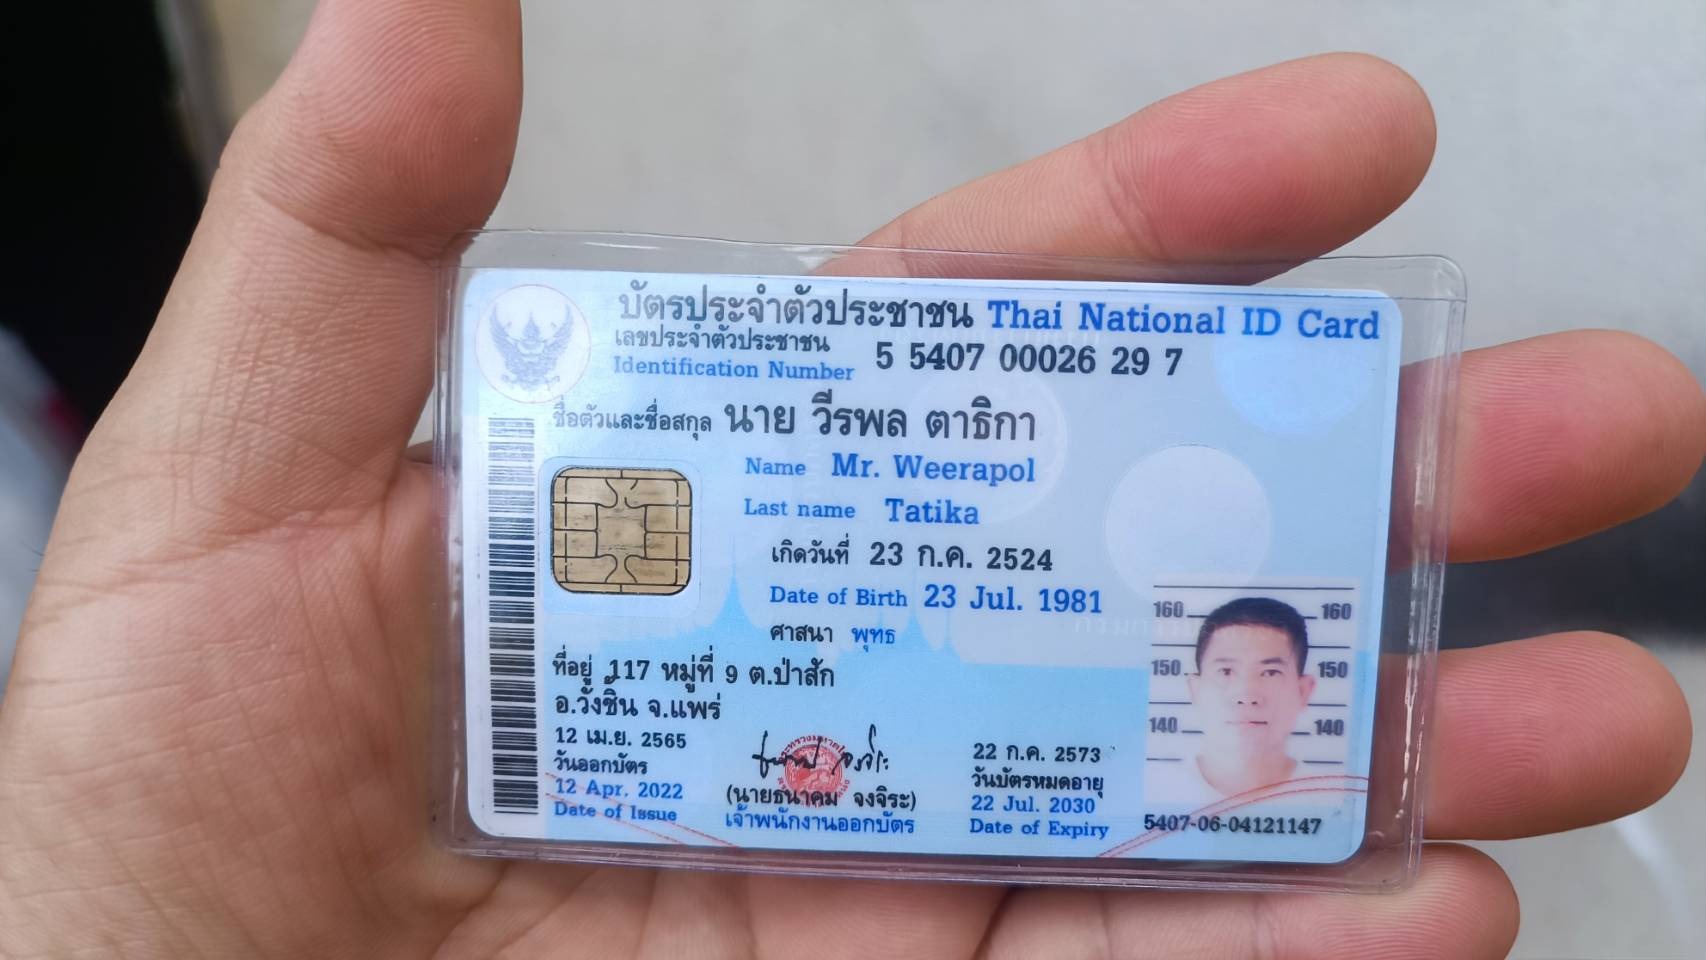 บัตรประจำตัวประชาชน Thai National ID Card
เลขประจำตัวประชาชน
Identification Number 5 5407 00026 29 7
ชื่อตัวและชื่อสกุล นาย วีรพล ตาธิกา
Name Mr. Weerapol
Last name Tatika
เกิดวันที่ 23 ก.ค. 2524
Date of Birth 23 Jul. 1981
ศาสนา พุทธ
ที่อยู่ 117 หมู่ที่ 9 ต.ป่าสัก
อ.วังชิ้น จ.แพร่
12 เม.ย. 2565
วันออกบัตร
12 Apr. 2022
Date of Issue
(นายธนาคม จงจิระ)
เจ้าพนักงานออกบัตร
22 ก.ค. 2573
วันบัตรหมดอายุ
22 Jul. 2030
Date of Expiry
160 160
150 150
140 140
5407-06-04121147